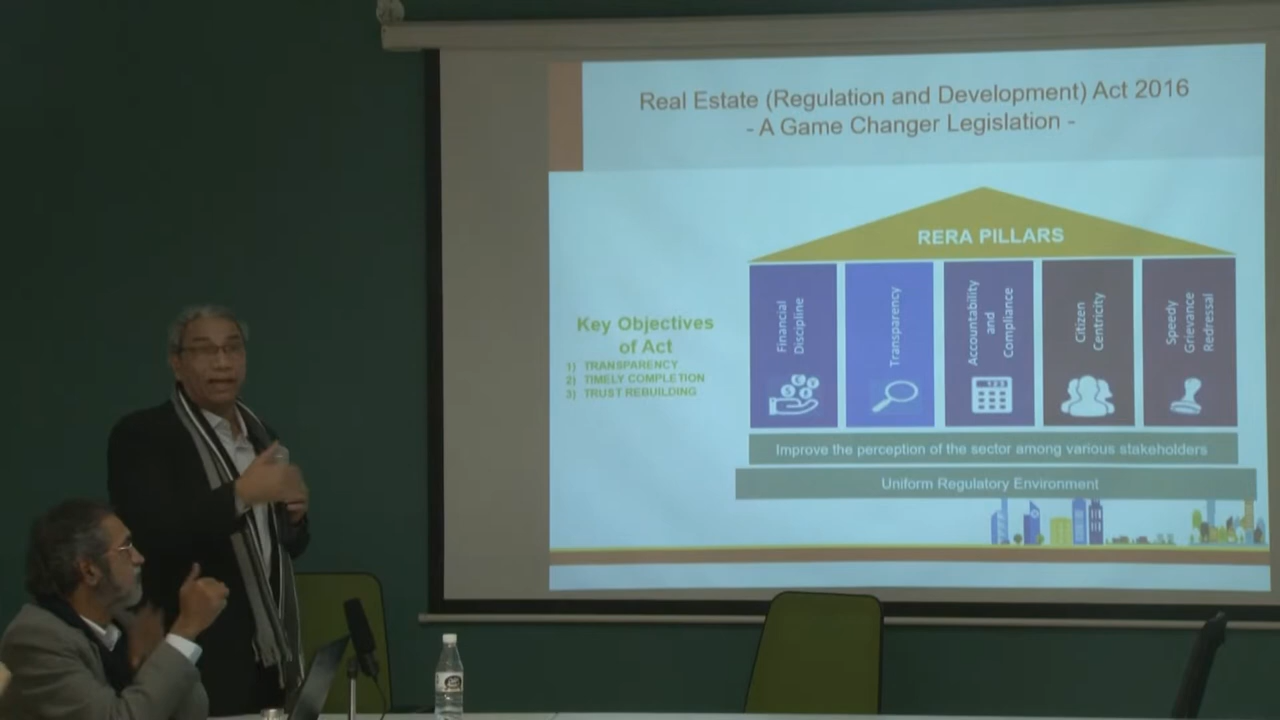 Real Estate (Regulation and Development) Act 2016
- A Game Changer Legislation -
RERA PILLARS
Key Objectives
of Act
1) TRANSPARENCY
2) TIMELY COMPLETION
3) TRUST REBUILDING
Financial
Discipline
Transparency
Accountability
and
Compliance
Citizen
Centricity
Speedy
Grievance
Redressal
123
Improve the perception of the sector among various stakeholders
Uniform Regulatory Environment